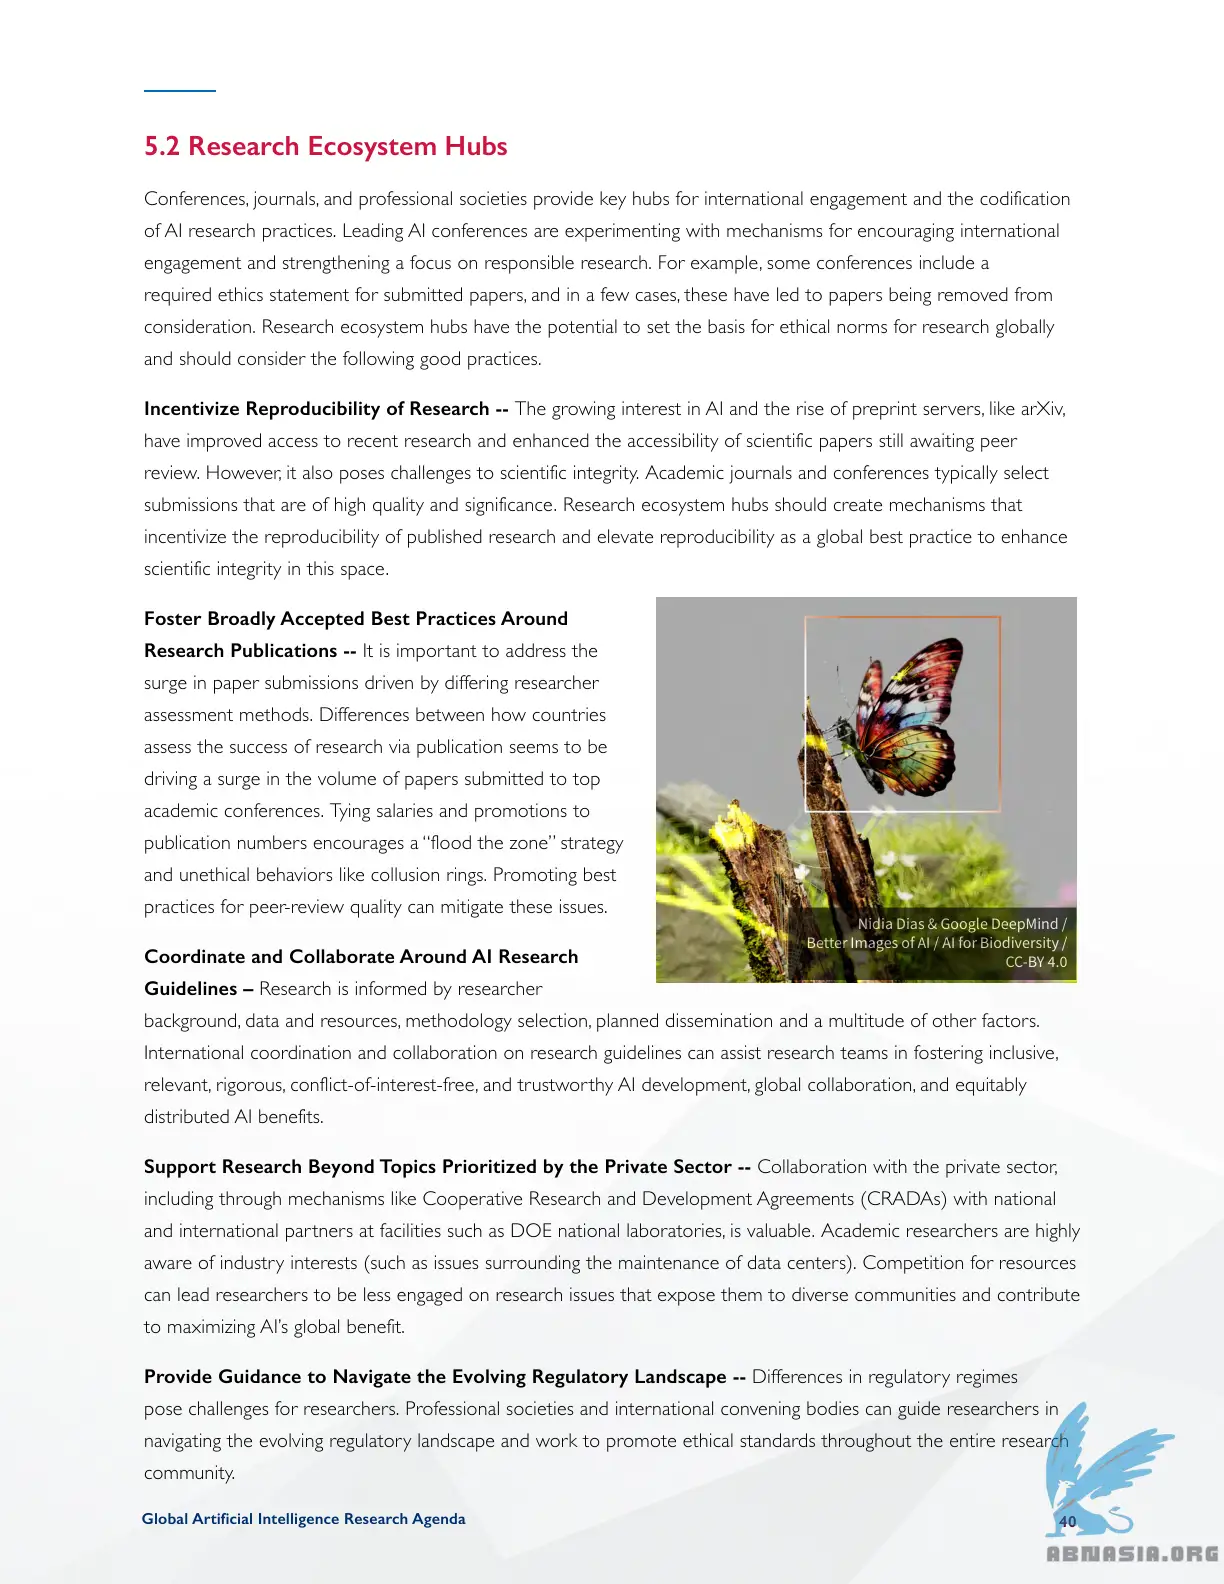 5.2 Research Ecosystem Hubs
Conferences, journals, and professional societies provide key hubs for international engagement and the codification
of AI research practices. Leading AI conferences are experimenting with mechanisms for encouraging international
engagement and strengthening a focus on responsible research. For example, some conferences include a
required ethics statement for submitted papers, and in a few cases, these have led to papers being removed from
consideration. Research ecosystem hubs have the potential to set the basis for ethical norms for research globally
and should consider the following good practices.
Incentivize Reproducibility of Research -- The growing interest in AI and the rise of preprint servers, like arXiv,
have improved access to recent research and enhanced the accessibility of scientific papers still awaiting peer
review. However, it also poses challenges to scientific integrity. Academic journals and conferences typically select
submissions that are of high quality and significance. Research ecosystem hubs should create mechanisms that
incentivize the reproducibility of published research and elevate reproducibility as a global best practice to enhance
scientific integrity in this space.
Foster Broadly Accepted Best Practices Around
Research Publications -- It is important to address the
surge in paper submissions driven by differing researcher
assessment methods. Differences between how countries
assess the success of research via publication seems to be
driving a surge in the volume of papers submitted to top
academic conferences. Tying salaries and promotions to
publication numbers encourages a “flood the zone” strategy
and unethical behaviors like collusion rings. Promoting best
practices for peer-review quality can mitigate these issues.
Nidia Dias & Google DeepMind /
Better Images of AI / AI for Biodiversity /
CC-BY 4.0
Coordinate and Collaborate Around AI Research
Guidelines – Research is informed by researcher
background, data and resources, methodology selection, planned dissemination and a multitude of other factors.
International coordination and collaboration on research guidelines can assist research teams in fostering inclusive,
relevant, rigorous, conflict-of-interest-free, and trustworthy AI development, global collaboration, and equitably
distributed AI benefits.
Support Research Beyond Topics Prioritized by the Private Sector -- Collaboration with the private sector,
including through mechanisms like Cooperative Research and Development Agreements (CRADAs) with national
and international partners at facilities such as DOE national laboratories, is valuable. Academic researchers are highly
aware of industry interests (such as issues surrounding the maintenance of data centers). Competition for resources
can lead researchers to be less engaged on research issues that expose them to diverse communities and contribute
to maximizing AI’s global benefit.
Provide Guidance to Navigate the Evolving Regulatory Landscape -- Differences in regulatory regimes
pose challenges for researchers. Professional societies and international convening bodies can guide researchers in
navigating the evolving regulatory landscape and work to promote ethical standards throughout the entire research
community.
Global Artificial Intelligence Research Agenda
40
ABNASIA.ORG